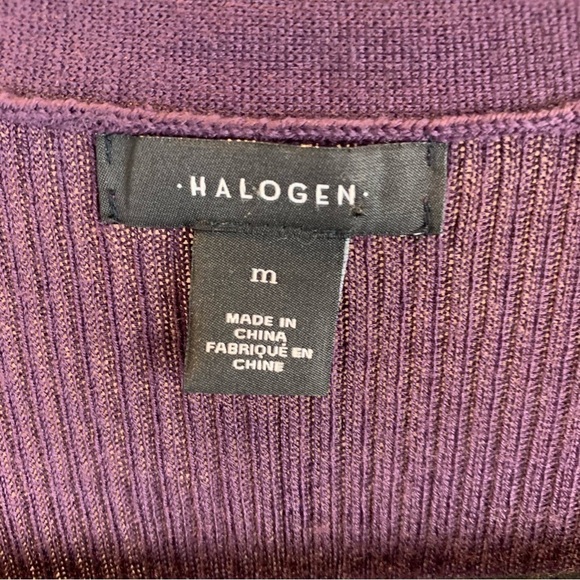 ·HALOGEN·
m
MADE IN
CHINA
FABRIQUÉ EN
CHINE